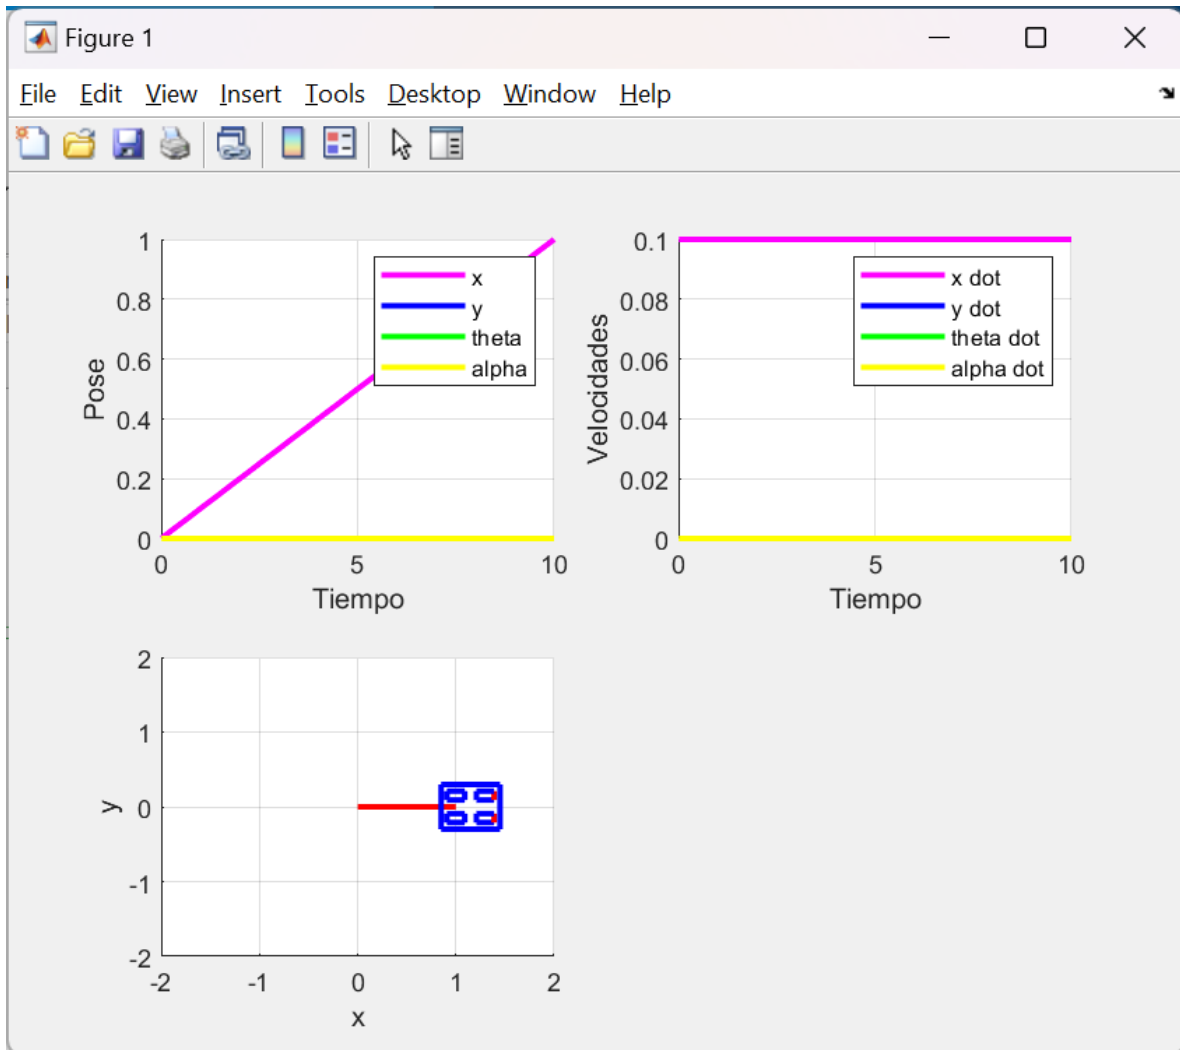 Figure 1
File Edit View Insert Tools Desktop Window Help
1
0.8
0.6
0.4
0.2
0
0 5 10
Pose
Tiempo
x
y
theta
alpha
0.1
0.08
0.06
0.04
0.02
0
0 5 10
Velocidades
Tiempo
x dot
y dot
theta dot
alpha dot
2
1
0
-1
-2
-2 -1 0 1 2
y
x